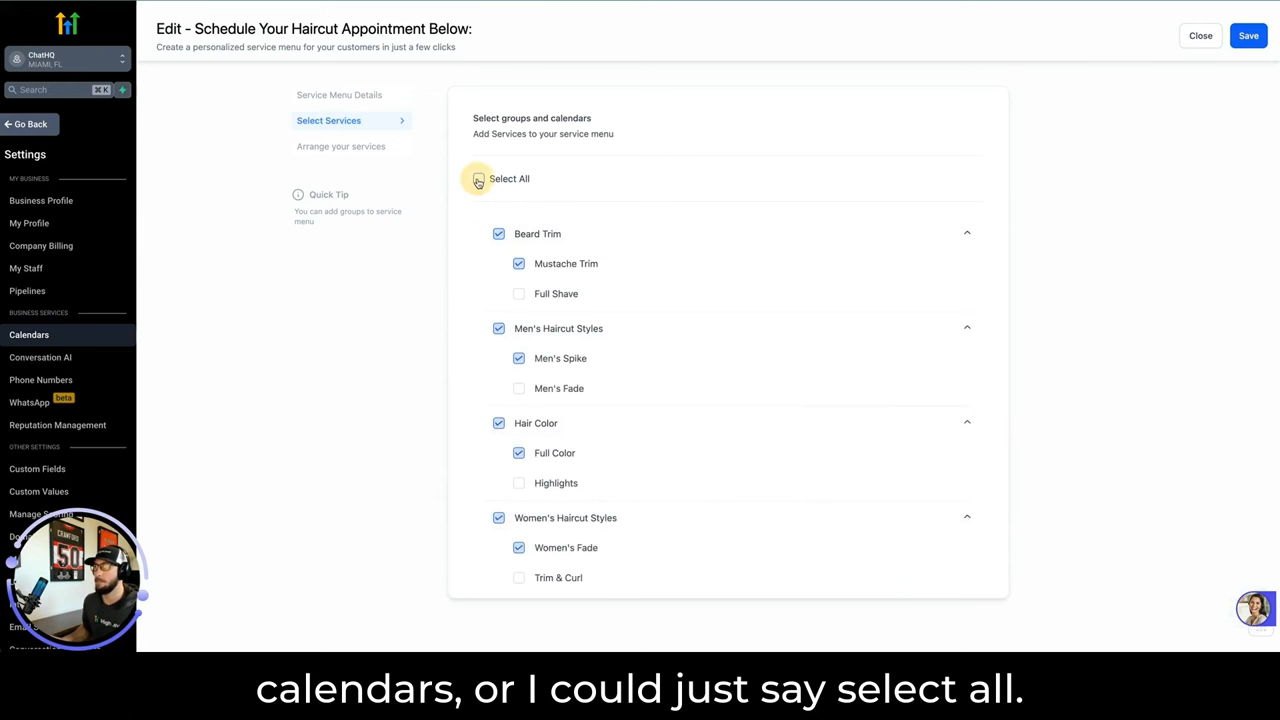 Edit - Schedule Your Haircut Appointment Below:
Create a personalized service menu for your customers in just a few clicks
Close
Save
ChatHQ
MIAMI, FL
Search
⌘ K
Go Back
Settings
MY BUSINESS
Business Profile
My Profile
Company Billing
My Staff
Pipelines
BUSINESS SERVICES
Calendars
Conversation AI
Phone Numbers
WhatsApp beta
Reputation Management
OTHER SETTINGS
Custom Fields
Custom Values
Manage Scoring
CRAWFORD
50
Service Menu Details
Select Services
Arrange your services
Quick Tip
You can add groups to service
menu
Select groups and calendars
Add Services to your service menu
Select All
Beard Trim
Mustache Trim
Full Shave
Men's Haircut Styles
Men's Spike
Men's Fade
Hair Color
Full Color
Highlights
Women's Haircut Styles
Women's Fade
Trim & Curl
calendars, or I could just say select all.